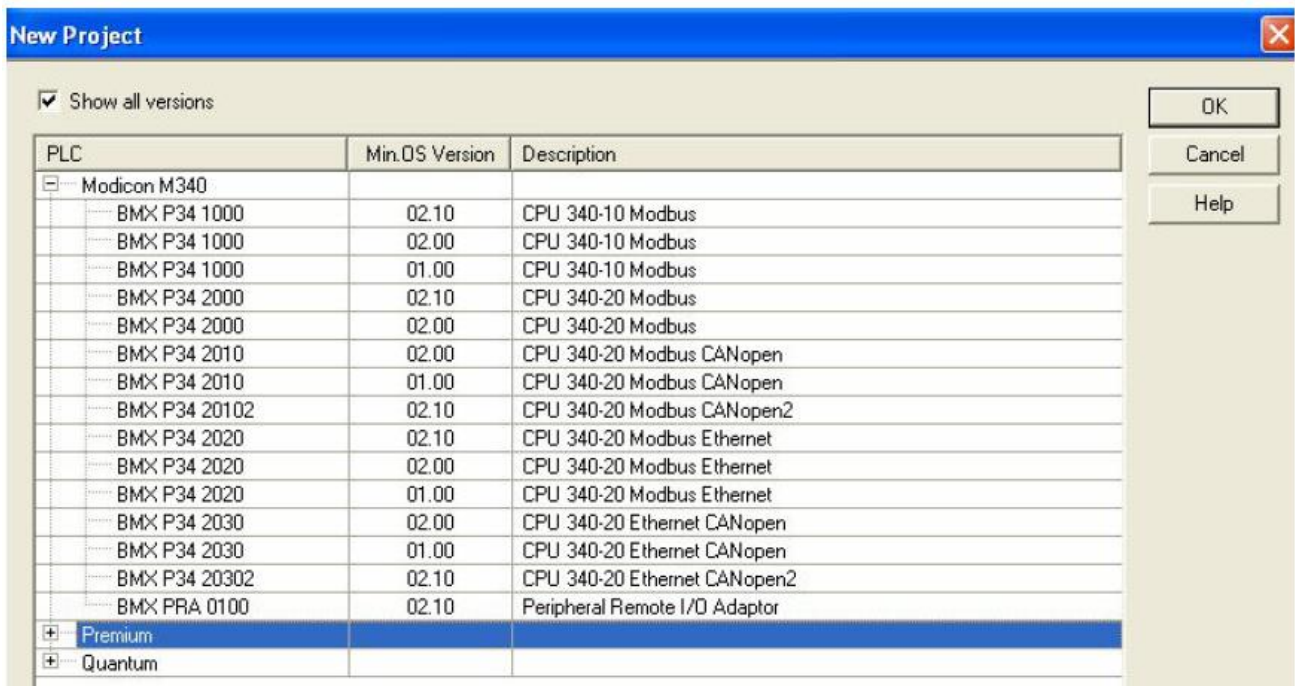 New Project
Show all versions
OK
PLC Min.OS Version Description
Cancel
Modicon M340
Help
BMX P34 1000 02.10 CPU 340-10 Modbus
BMX P34 1000 02.00 CPU 340-10 Modbus
BMX P34 1000 01.00 CPU 340-10 Modbus
BMX P34 2000 02.10 CPU 340-20 Modbus
BMX P34 2000 02.00 CPU 340-20 Modbus
BMX P34 2010 02.00 CPU 340-20 Modbus CANopen
BMX P34 2010 01.00 CPU 340-20 Modbus CANopen
BMX P34 20102 02.10 CPU 340-20 Modbus CANopen2
BMX P34 2020 02.10 CPU 340-20 Modbus Ethernet
BMX P34 2020 02.00 CPU 340-20 Modbus Ethernet
BMX P34 2020 01.00 CPU 340-20 Modbus Ethernet
BMX P34 2030 02.00 CPU 340-20 Ethernet CANopen
BMX P34 2030 01.00 CPU 340-20 Ethernet CANopen
BMX P34 20302 02.10 CPU 340-20 Ethernet CANopen2
BMX PRA 0100 02.10 Peripheral Remote I/O Adaptor
Premium
Quantum